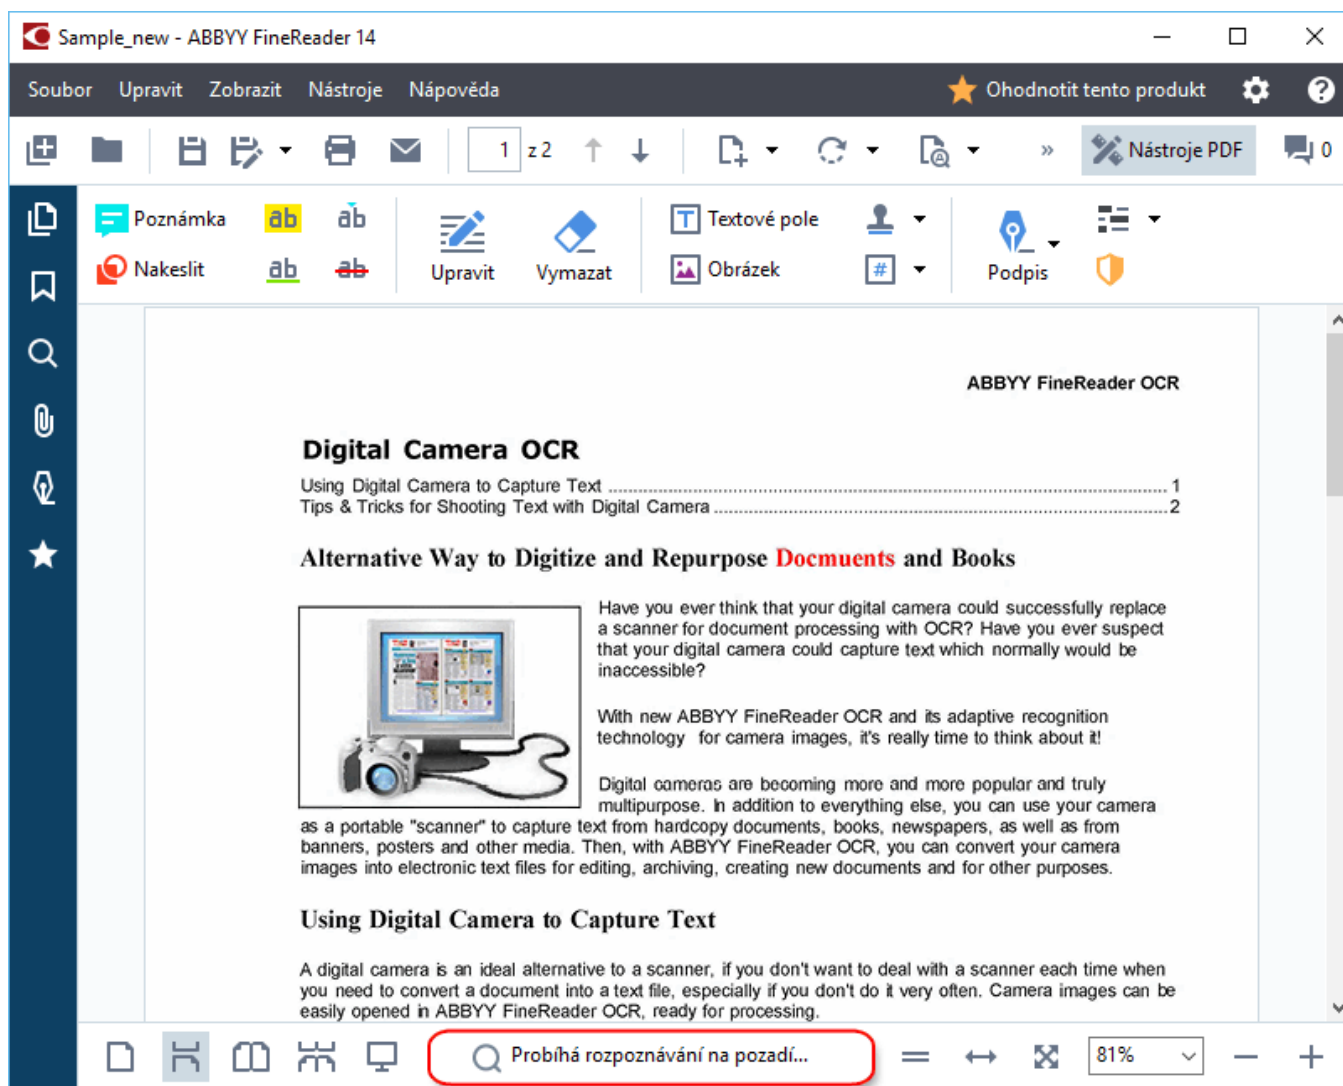 Sample_new - ABBYY FineReader 14
Soubor Upravit Zobrazit Nástroje Nápověda Ohodnotit tento produkt
1 z 2 » Nástroje PDF 0
Poznámka ab ab Textové pole
Nakeslit ab ab Upravit Vymazat Obrázek # Podpis
ABBYY FineReader OCR
Digital Camera OCR
Using Digital Camera to Capture Text ........ 1
Tips & Tricks for Shooting Text with Digital Camera ........ 2
Alternative Way to Digitize and Repurpose Docmuents and Books
Have you ever think that your digital camera could successfully replace
a scanner for document processing with OCR? Have you ever suspect
that your digital camera could capture text which normally would be
inaccessible?
With new ABBYY FineReader OCR and its adaptive recognition
technology for camera images, it's really time to think about it!
Digital cameras are becoming more and more popular and truly
multipurpose. In addition to everything else, you can use your camera
as a portable "scanner" to capture text from hardcopy documents, books, newspapers, as well as from
banners, posters and other media. Then, with ABBYY FineReader OCR, you can convert your camera
images into electronic text files for editing, archiving, creating new documents and for other purposes.
Using Digital Camera to Capture Text
A digital camera is an ideal alternative to a scanner, if you don't want to deal with a scanner each time when
you need to convert a document into a text file, especially if you don't do it very often. Camera images can be
easily opened in ABBYY FineReader OCR, ready for processing.
Probíhá rozpoznávání na pozadí... 81%